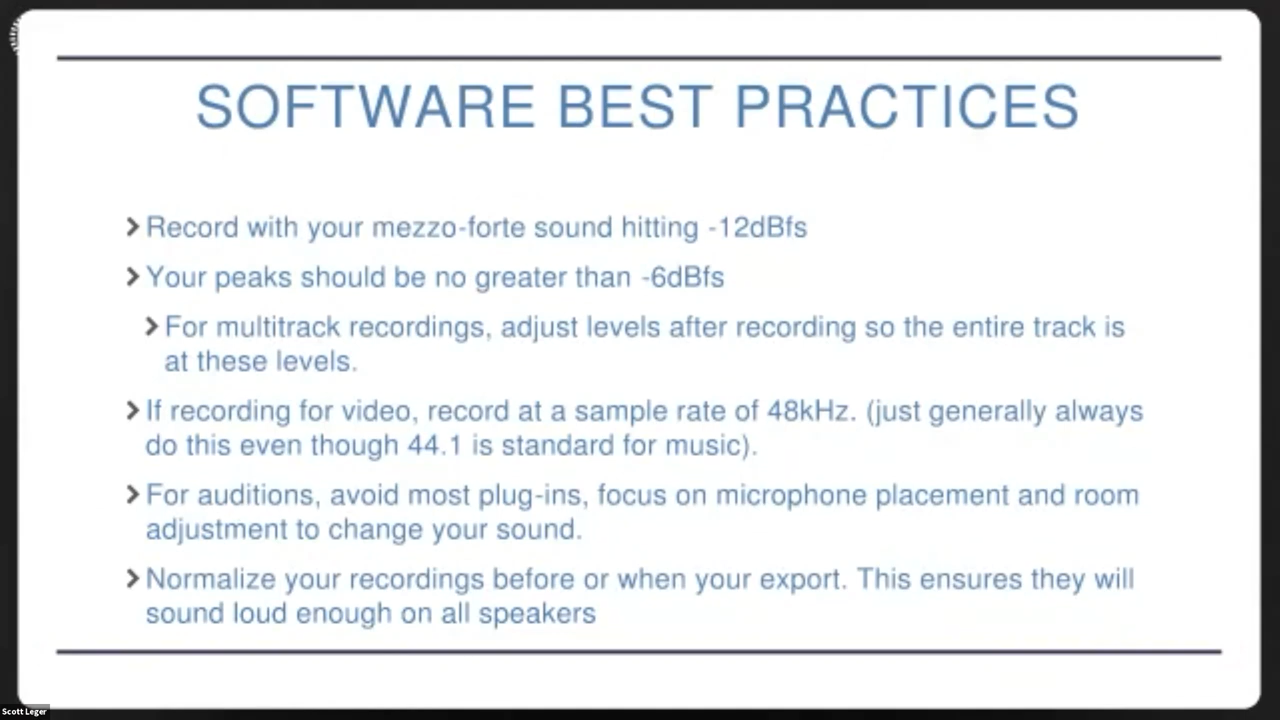 SOFTWARE BEST PRACTICES
Record with your mezzo-forte sound hitting -12dBfs
Your peaks should be no greater than -6dBfs
For multitrack recordings, adjust levels after recording so the entire track is
at these levels.
If recording for video, record at a sample rate of 48kHz. (just generally always
do this even though 44.1 is standard for music).
For auditions, avoid most plug-ins, focus on microphone placement and room
adjustment to change your sound.
Normalize your recordings before or when your export. This ensures they will
sound loud enough on all speakers
Scott Leger